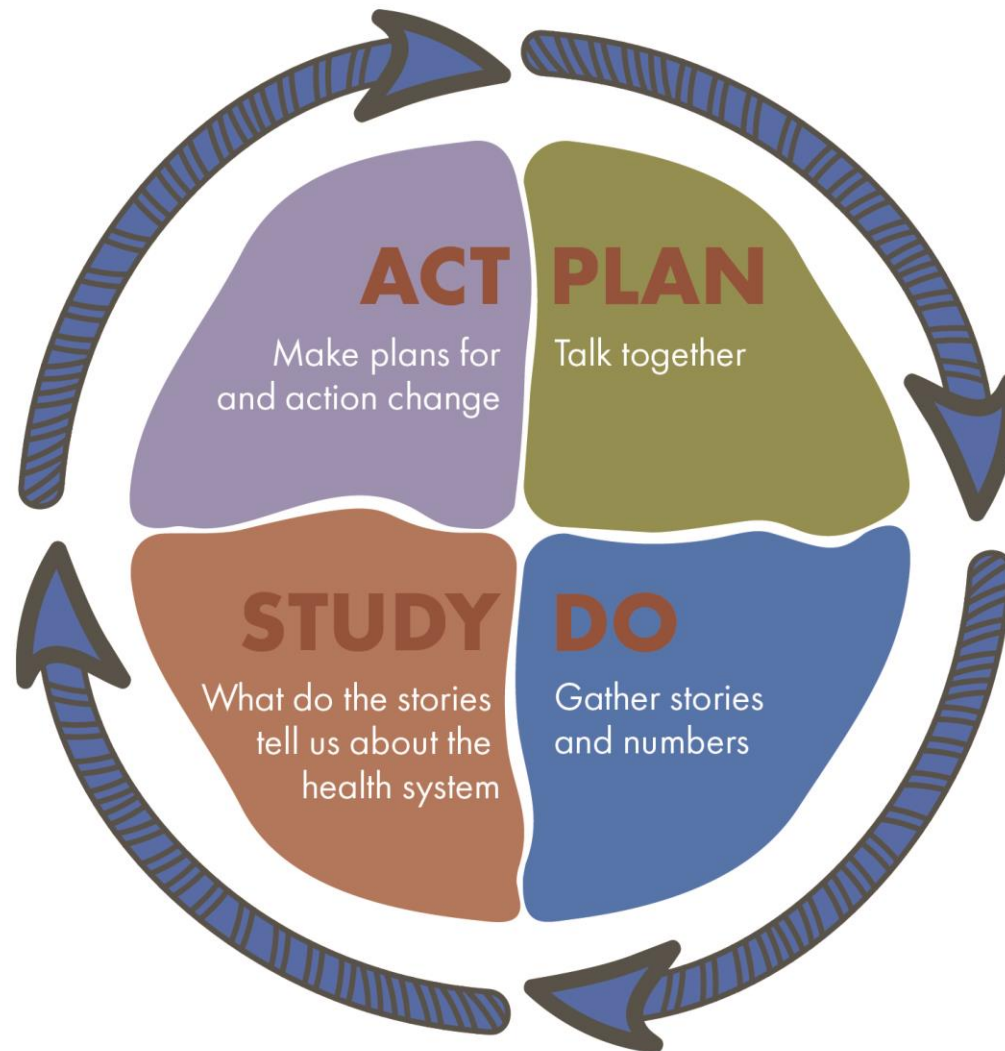 ACT
Make plans for
and action change
PLAN
Talk together
STUDY
What do the stories
tell us about the
health system
DO
Gather stories
and numbers